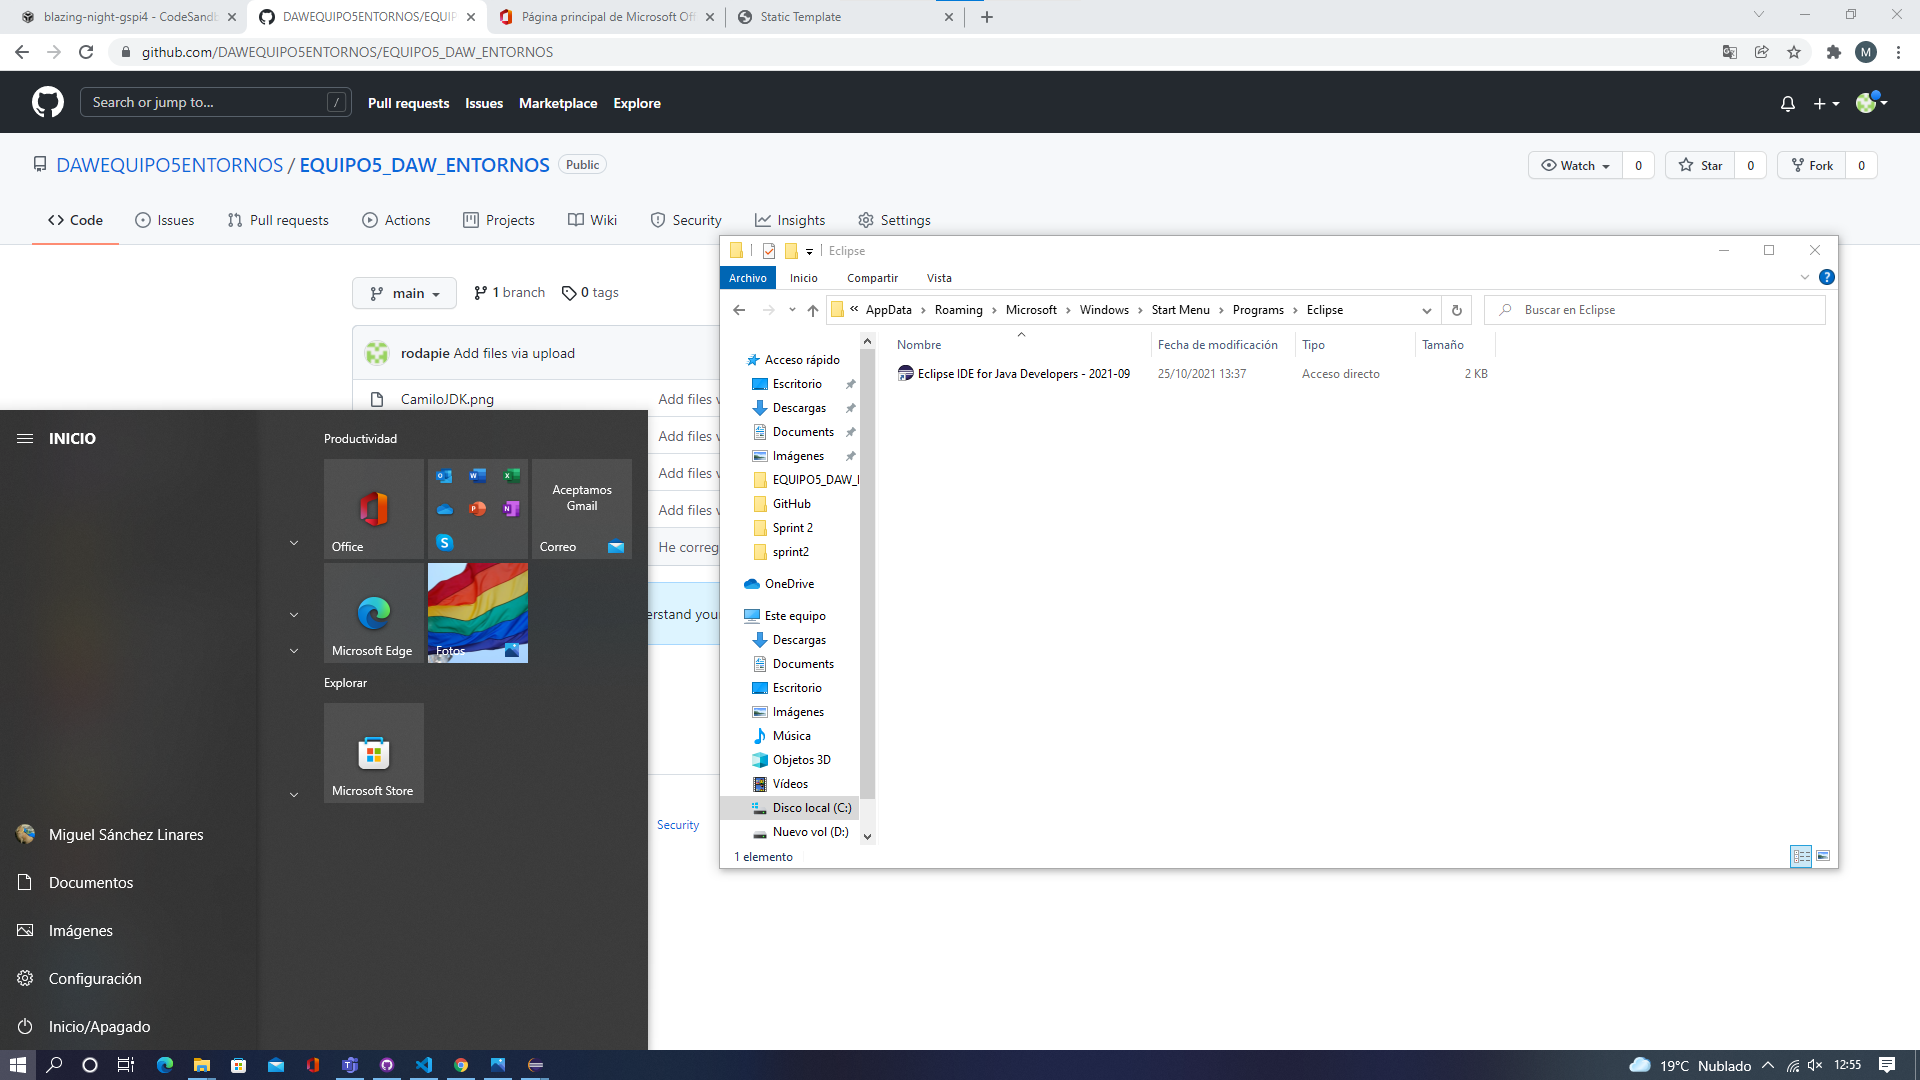 blazing-night-gspi4 - CodeSandb
DAWEQUIPO5ENTORNOS/EQUIP
Página principal de Microsoft Off
Static Template
github.com/DAWEQUIPO5ENTORNOS/EQUIPO5_DAW_ENTORNOS
M
Search or jump to...
/
Pull requests
Issues
Marketplace
Explore
DAWEQUIPO5ENTORNOS / EQUIPO5_DAW_ENTORNOS
Public
Watch
0
Star
0
Fork
0
Code
Issues
Pull requests
Actions
Projects
Wiki
Security
Insights
Settings
main
1 branch
0 tags
rodapie Add files via upload
CamiloJDK.png
Add files v
Add files v
Add files v
Add files v
He correg
erstand your
Security
Eclipse
Archivo
Inicio
Compartir
Vista
« AppData > Roaming > Microsoft > Windows > Start Menu > Programs > Eclipse
Buscar en Eclipse
Nombre
Fecha de modificación
Tipo
Tamaño
Eclipse IDE for Java Developers - 2021-09
25/10/2021 13:37
Acceso directo
2 KB
Acceso rápido
Escritorio
Descargas
Documents
Imágenes
EQUIPO5_DAW_I
GitHub
Sprint 2
sprint2
OneDrive
Este equipo
Descargas
Documents
Escritorio
Imágenes
Música
Objetos 3D
Vídeos
Disco local (C:)
Nuevo vol (D:)
1 elemento
INICIO
Productividad
Office
Aceptamos
Gmail
Correo
Microsoft Edge
Fotos
Explorar
Microsoft Store
Miguel Sánchez Linares
Documentos
Imágenes
Configuración
Inicio/Apagado
19°C Nublado
12:55